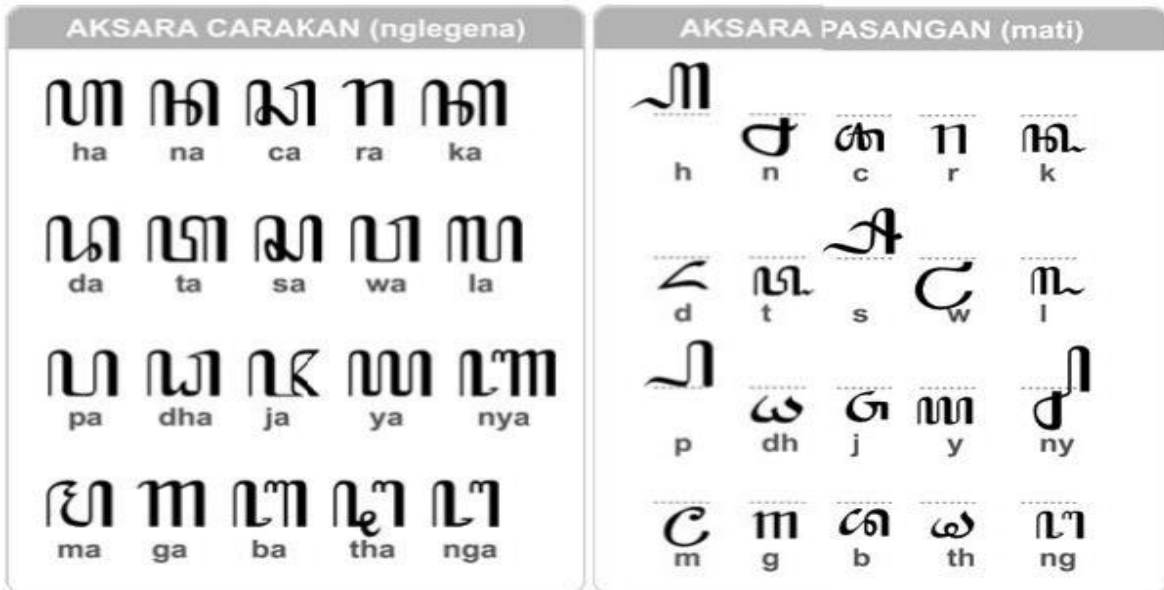 AKSARA CARAKAN (nglegena)
ꦲ ꦤ ꦕ ꦫ ꦏ
ha na ca ra ka
ꦢ ꦠ ꦱ ꦮ ꦭ
da ta sa wa la
ꦥ ꦝ ꦗ ꦪ ꦚ
pa dha ja ya nya
ꦩ ꦒ ꦧ ꦛ ꦔ
ma ga ba tha nga
AKSARA PASANGAN (mati)
꧀ꦲ ꧀ꦤ ꧀ꦕ ꧀ꦫ ꧀ꦏ
h n c r k
꧀ꦢ ꧀ꦠ ꧀ꦱ ꧀ꦮ ꧀ꦭ
d t s w l
꧀ꦥ ꧀ꦝ ꧀ꦗ ꧀ꦪ ꧀ꦚ
p dh j y ny
꧀ꦩ ꧀ꦒ ꧀ꦧ ꧀ꦛ ꧀ꦔ
m g b th ng